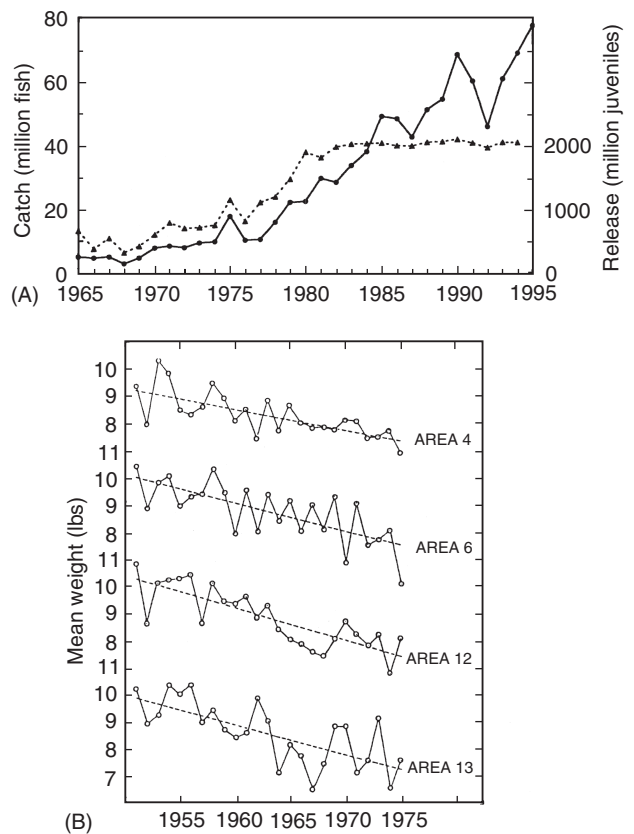 80
60
40
20
0
Catch (million fish)
2000
1000
0
Release (million juveniles)
(A)
1965 1970 1975 1980 1985 1990 1995
10
9
8
11
10
9
8
11
10
9
8
11
10
9
8
7
Mean weight (lbs)
AREA 4
AREA 6
AREA 12
AREA 13
(B)
1955 1960 1965 1970 1975